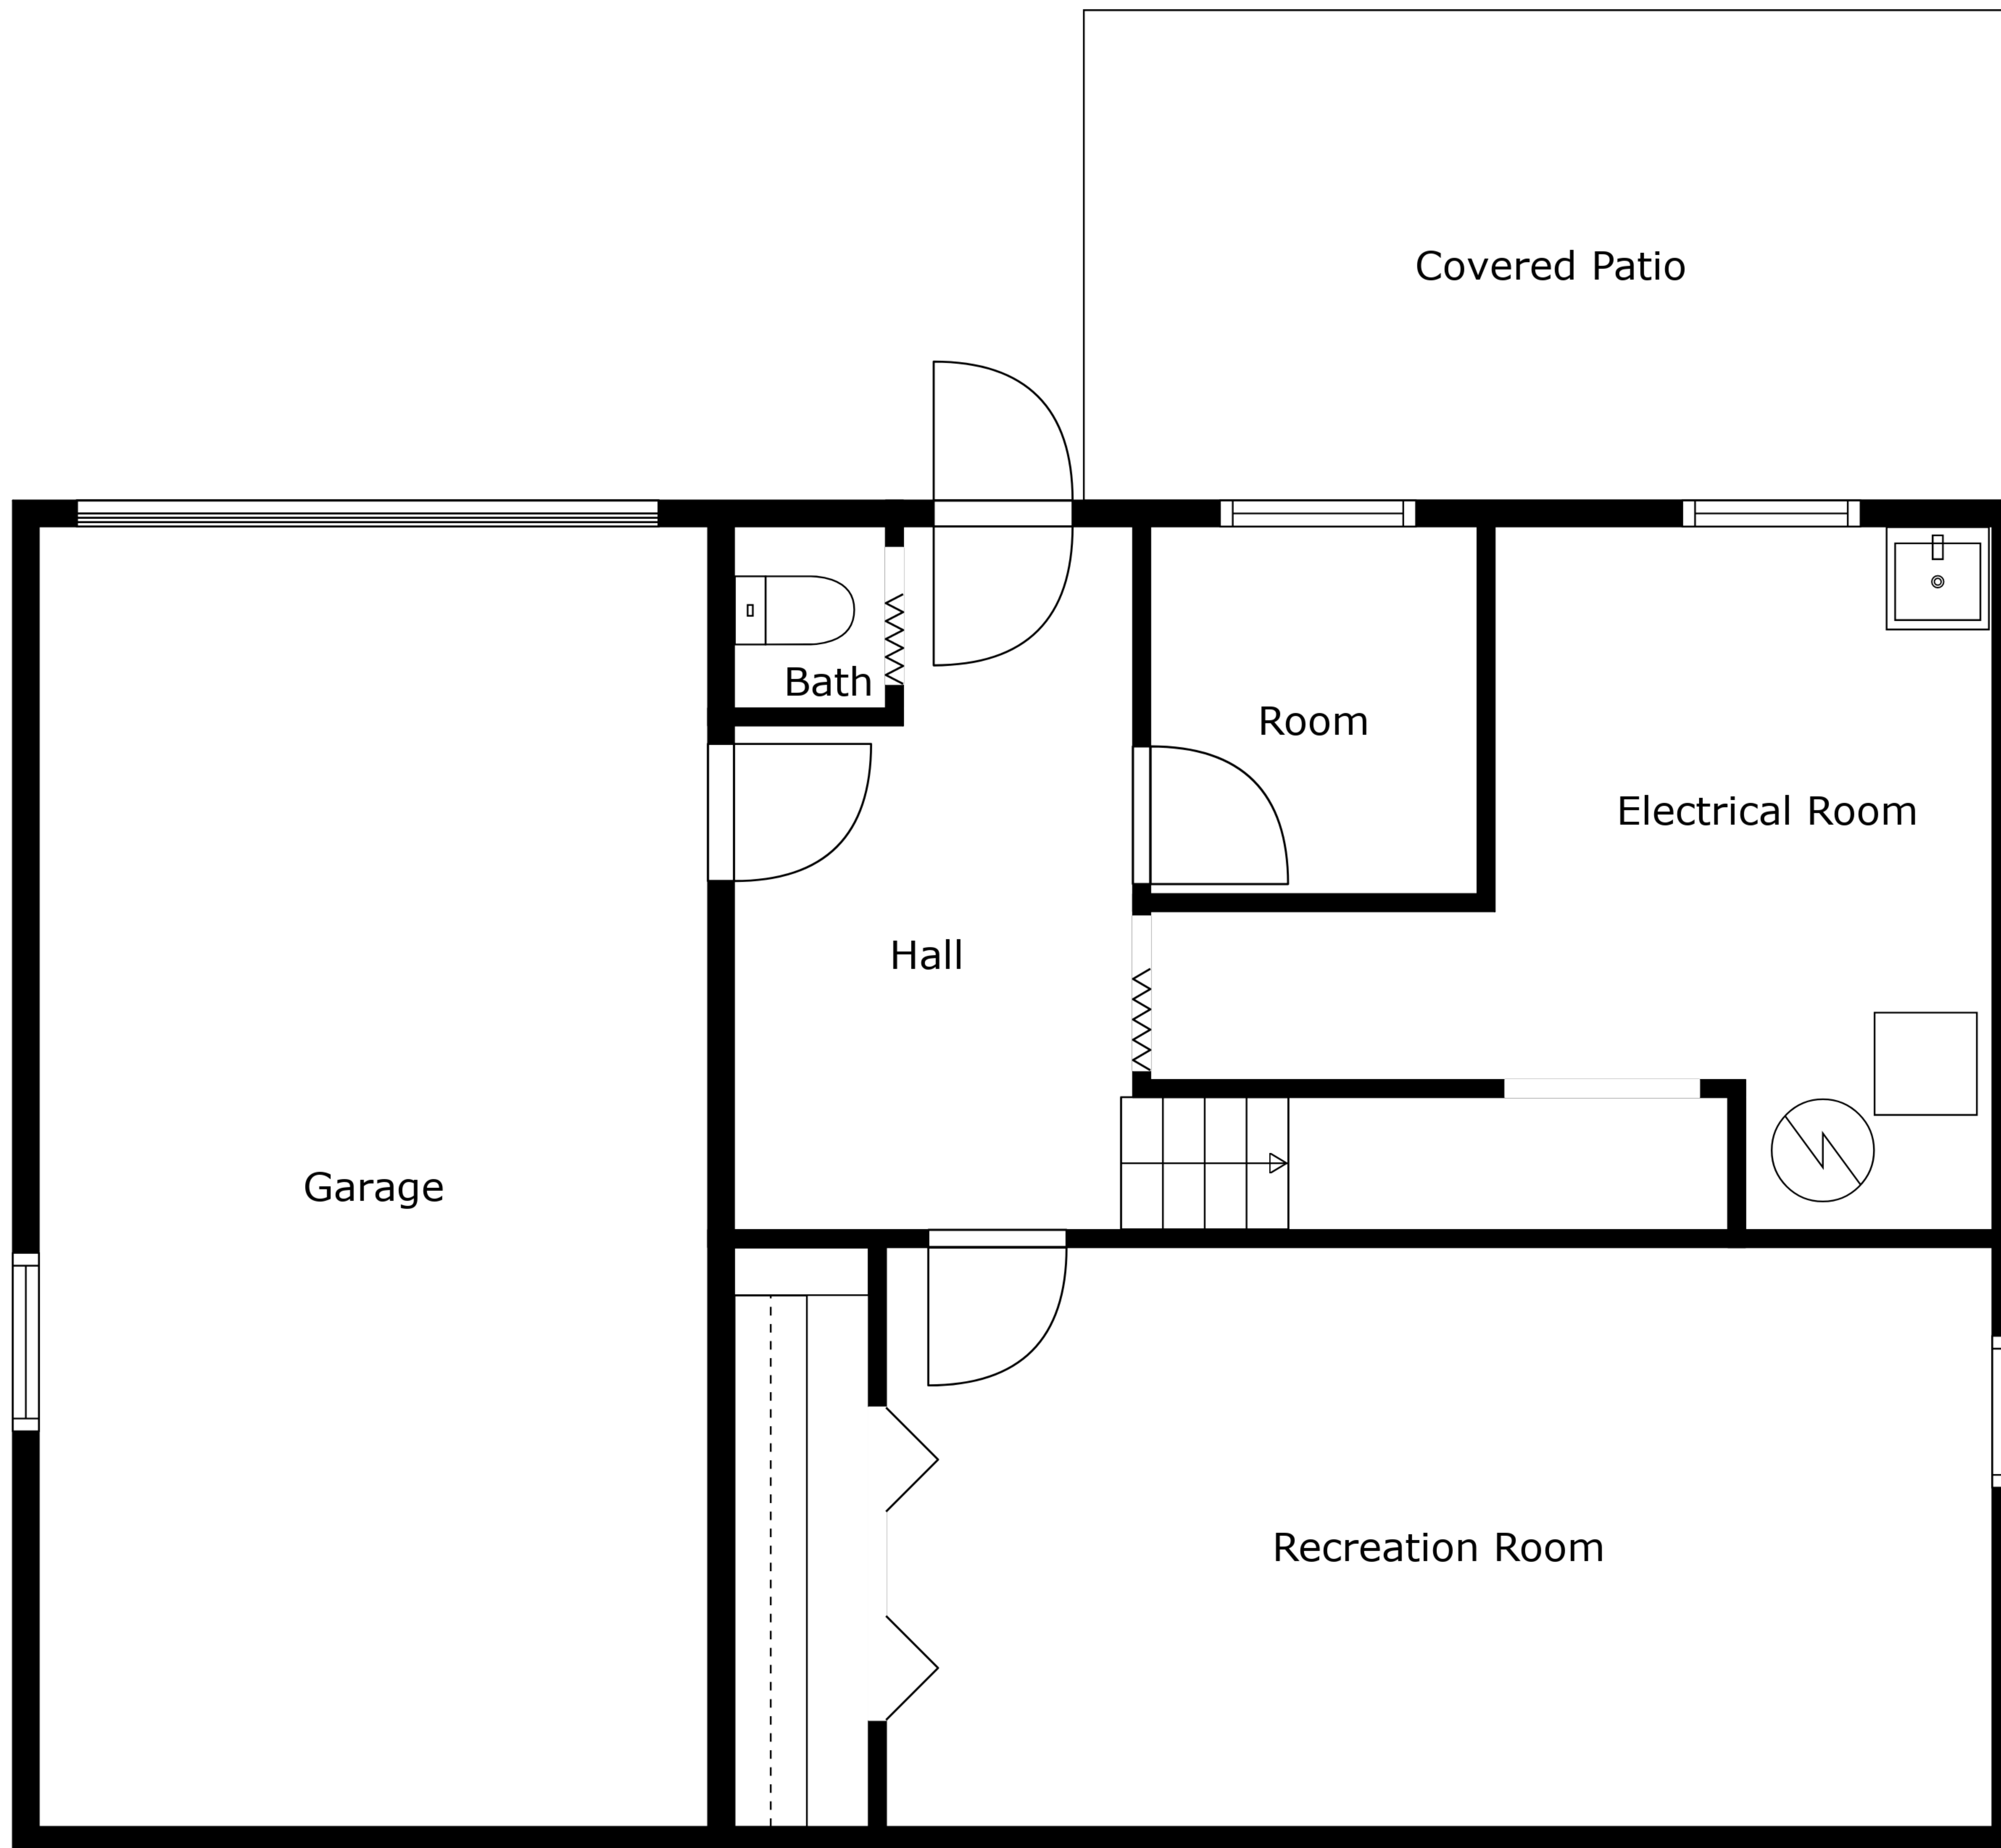 Covered Patio
Bath
Room
Electrical Room
Hall
Garage
Recreation Room